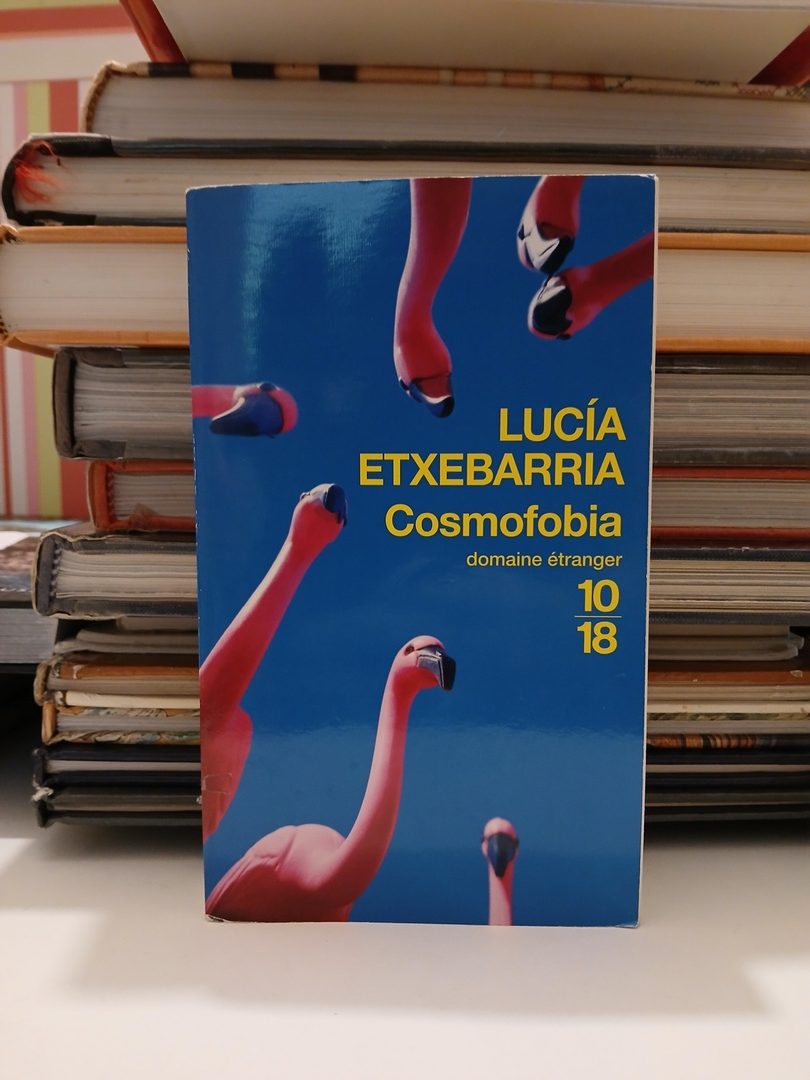 LUCÍA
ETXEBARRIA
Cosmofobia
domaine étranger
10
18